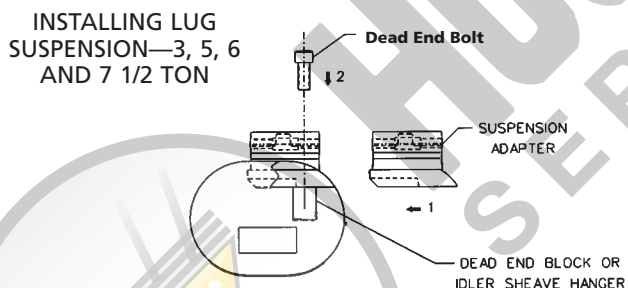 INSTALLING LUG
SUSPENSION—3, 5, 6
AND 7 1/2 TON
Dead End Bolt
2
SUSPENSION
ADAPTER
1
DEAD END BLOCK OR
IDLER SHEAVE HANGER